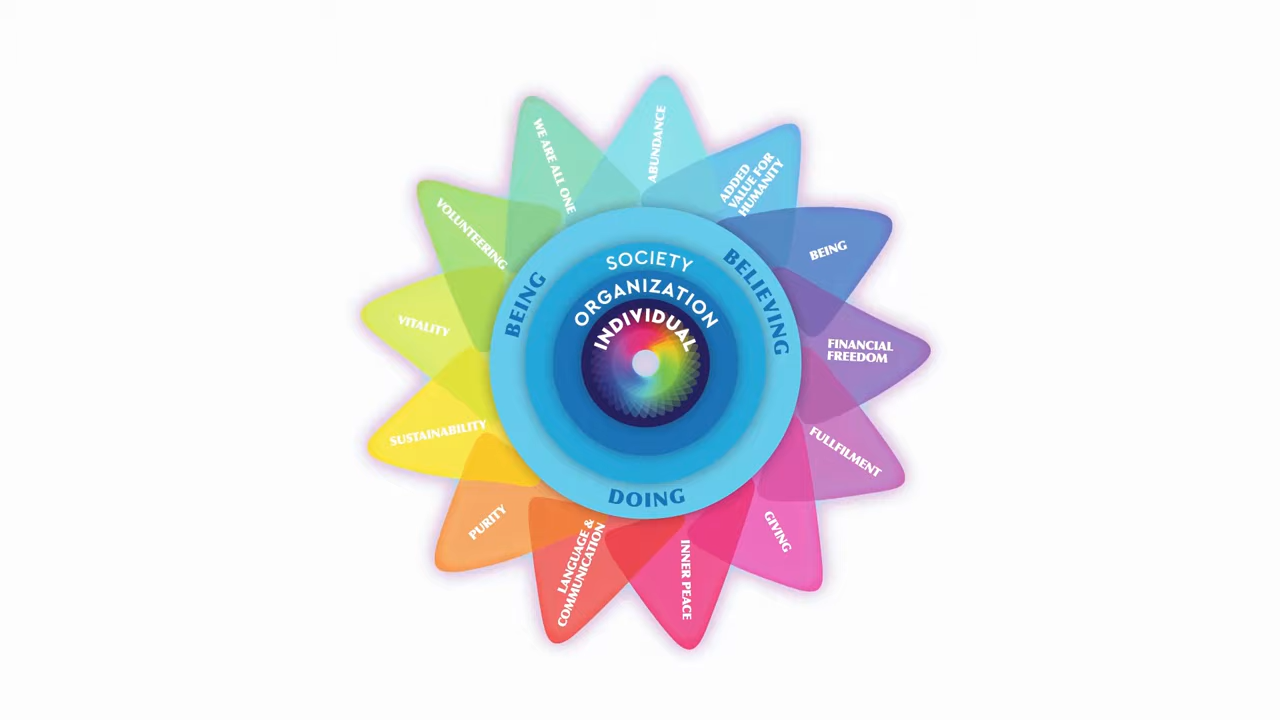 ABUNDANCE
ADDED
VALUE FOR
HUMANITY
BEING
FINANCIAL
FREEDOM
FULLFILMENT
GIVING
INNER PEACE
LANGUAGE &
COMMUNICATION
PURITY
SUSTAINABILITY
VITALITY
VOLUNTEERING
WE ARE ALL ONE
BEING
BELIEVING
DOING
SOCIETY
ORGANIZATION
INDIVIDUAL